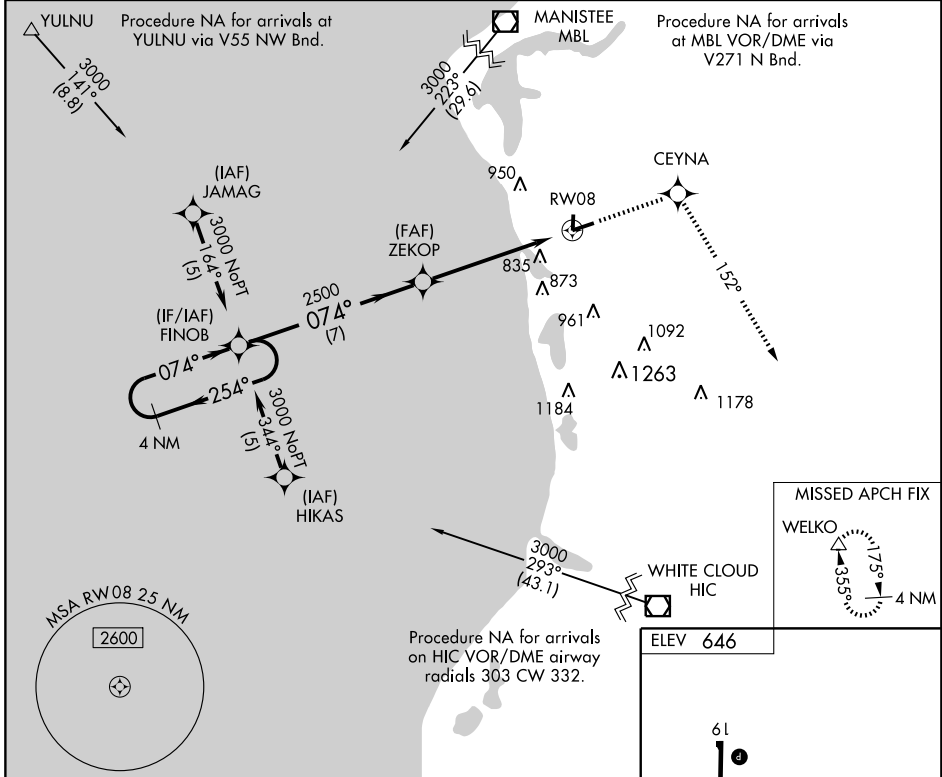 YULNU
Procedure NA for arrivals at
YULNU via V55 NW Bnd.
MANISTEE
MBL
Procedure NA for arrivals
at MBL VOR/DME via
V271 N Bnd.
3000
141°
(8.8)
3000
223°
(29.6)
(IAF)
JAMAG
3000 NoPT
164°
(5)
950
CEYNA
RW08
(FAF)
ZEKOP
835
873
152°
2500
074°
(7)
(IF/IAF)
FINOB
961
1092
074°
254°
1263
1184
1178
4 NM
3000 NoPT
344°
(5)
(IAF)
HIKAS
MISSED APCH FIX
WELKO
175°
355°
4 NM
3000
293°
(43.1)
WHITE CLOUD
HIC
MSA RW08 25 NM
2600
Procedure NA for arrivals
on HIC VOR/DME airway
radials 303 CW 332.
ELEV 646
19
P